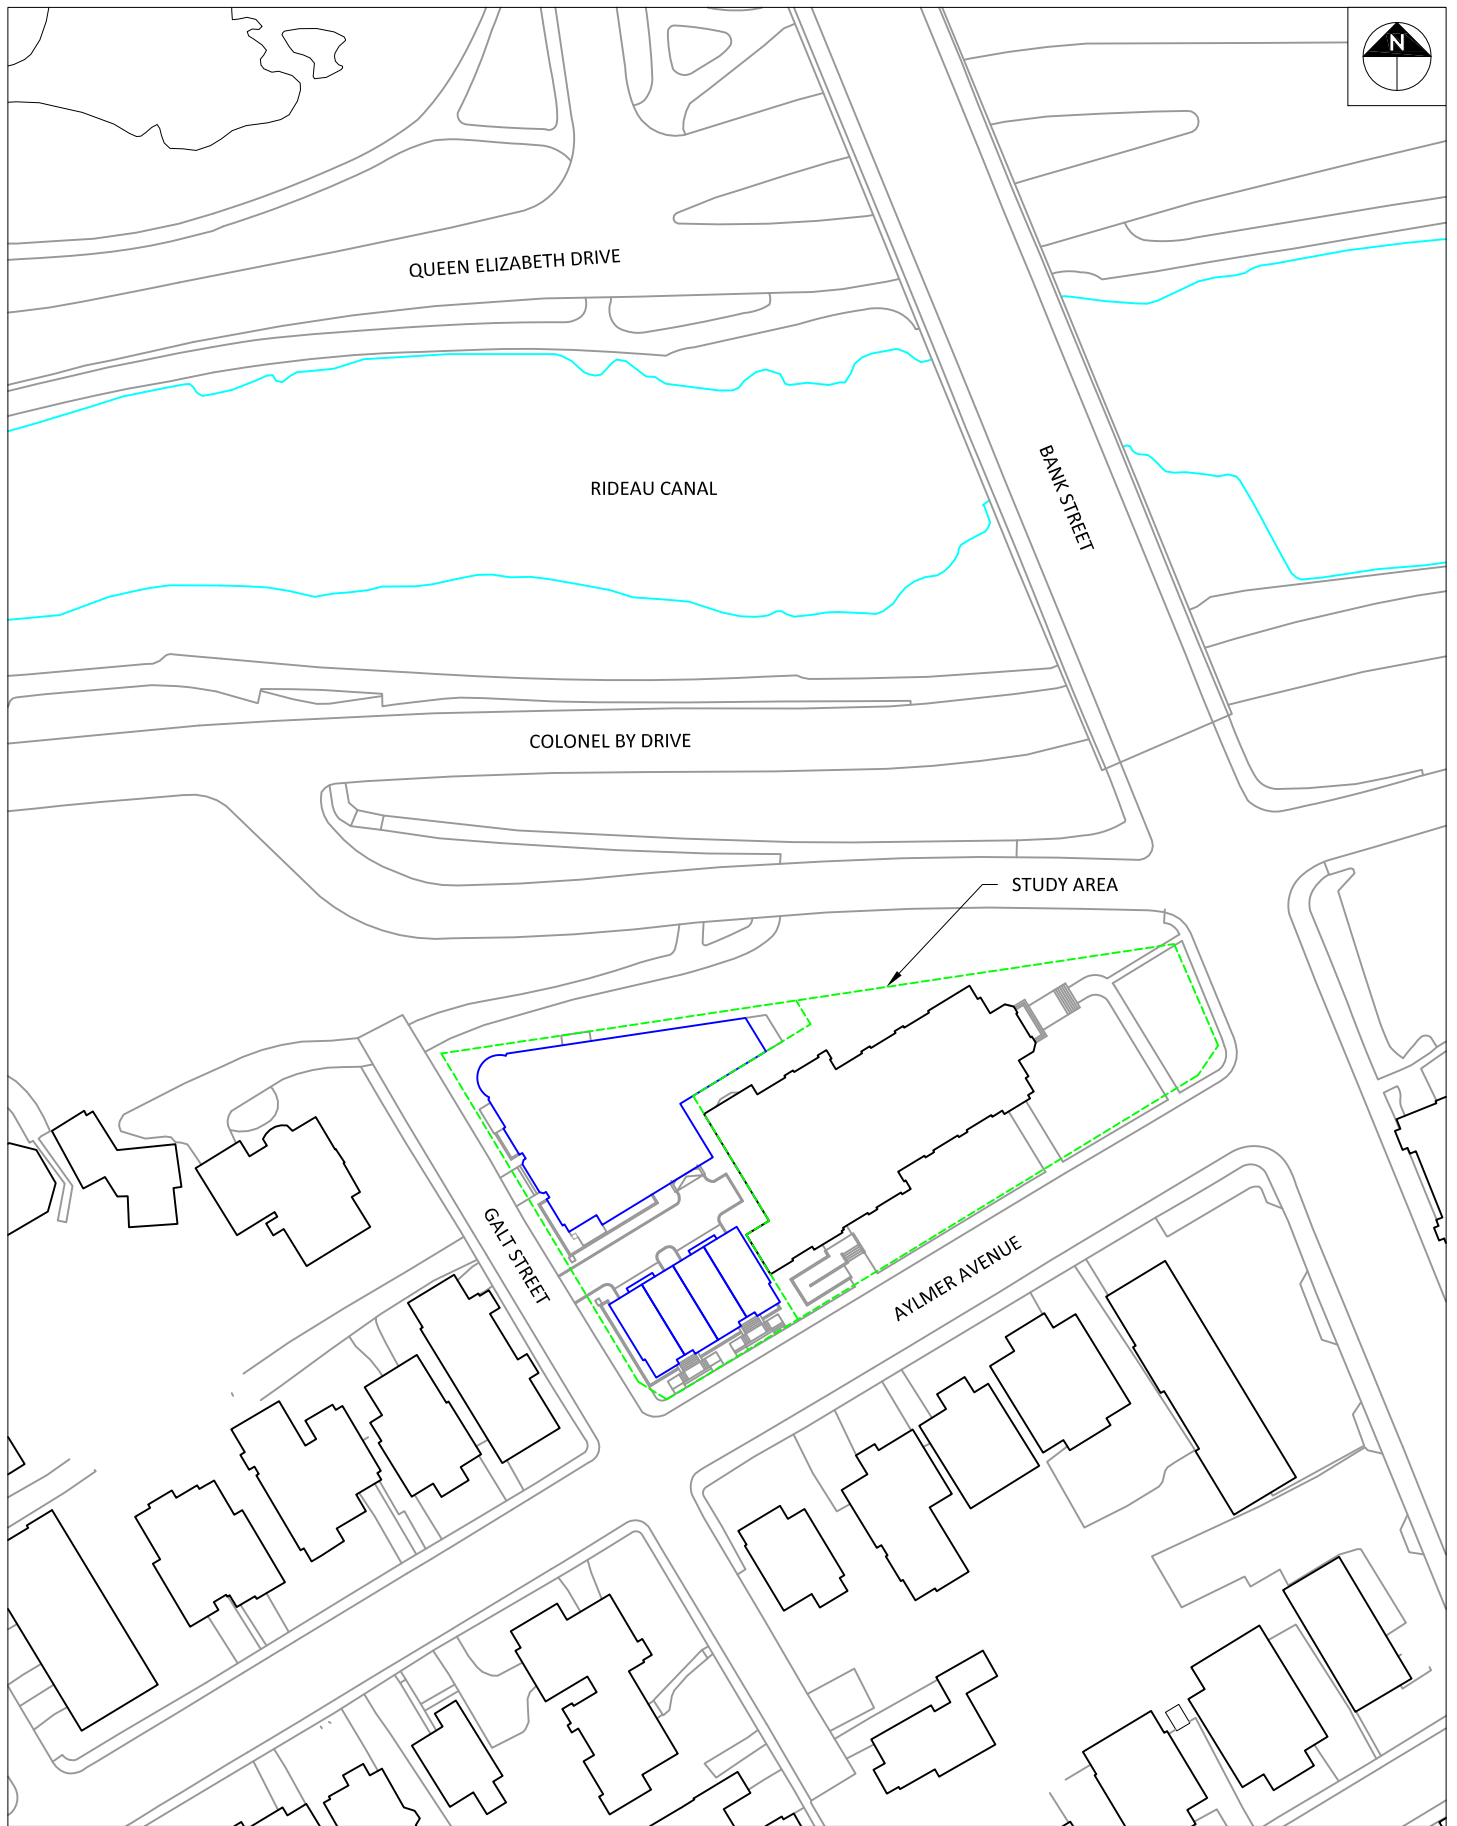 N
QUEEN ELIZABETH DRIVE
RIDEAU CANAL
BANK STREET
COLONEL BY DRIVE
STUDY AREA
GALT STREET
AYLMER AVENUE